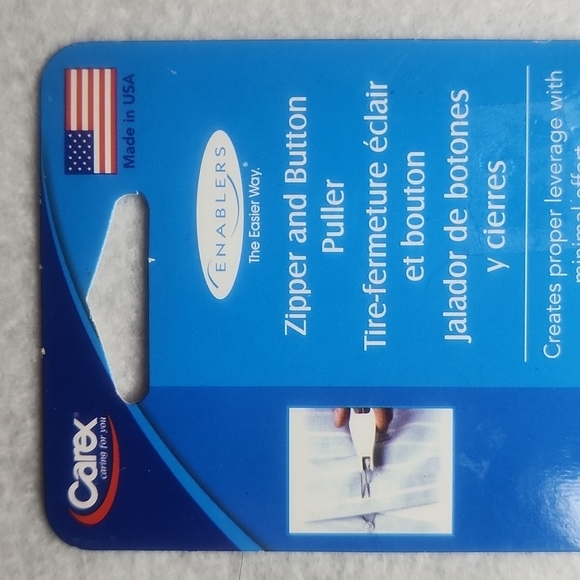 Made in USA
ENABLERS®
The Easier Way.
Zipper and Button
Puller
Tire-fermeture éclair
et bouton
Jalador de botones
y cierres
Creates proper leverage with
Carex®
caring for you